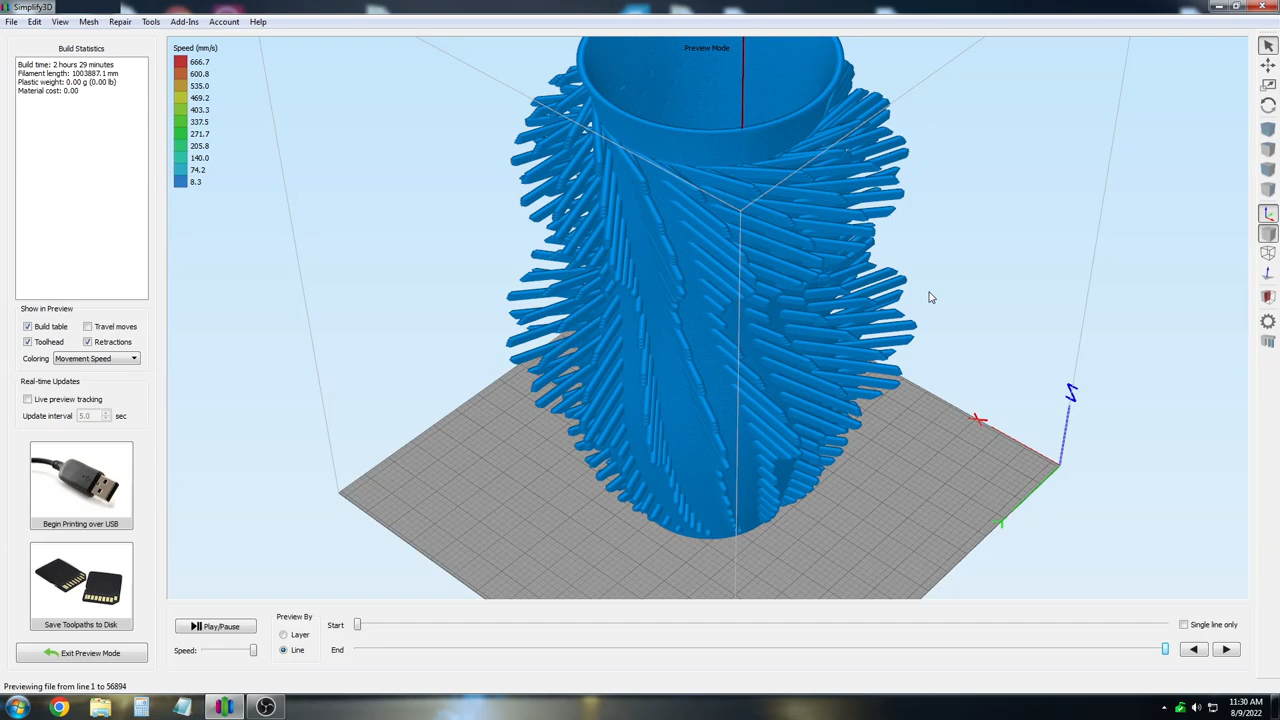 Simplify3D
File Edit View Mesh Repair Tools Add-Ins Account Help
Build Statistics
Build time: 2 hours 29 minutes
Filament length: 1003887.1 mm
Plastic weight: 0.00 g (0.00 lb)
Material cost: 0.00
Speed (mm/s)
666.7
600.8
535.0
469.2
403.3
337.5
271.7
205.8
140.0
74.2
8.3
Preview Mode
Show in Preview
Build table Travel moves
Toolhead Retractions
Coloring Movement Speed
Real-time Updates
Live preview tracking
Update interval 5.0 sec
Begin Printing over USB
Save Toolpaths to Disk
Exit Preview Mode
X
Y
Z
Play/Pause
Speed:
Preview By
Layer
Line
Start
End
Single line only
Previewing file from line 1 to 56894
11:30 AM
8/9/2022